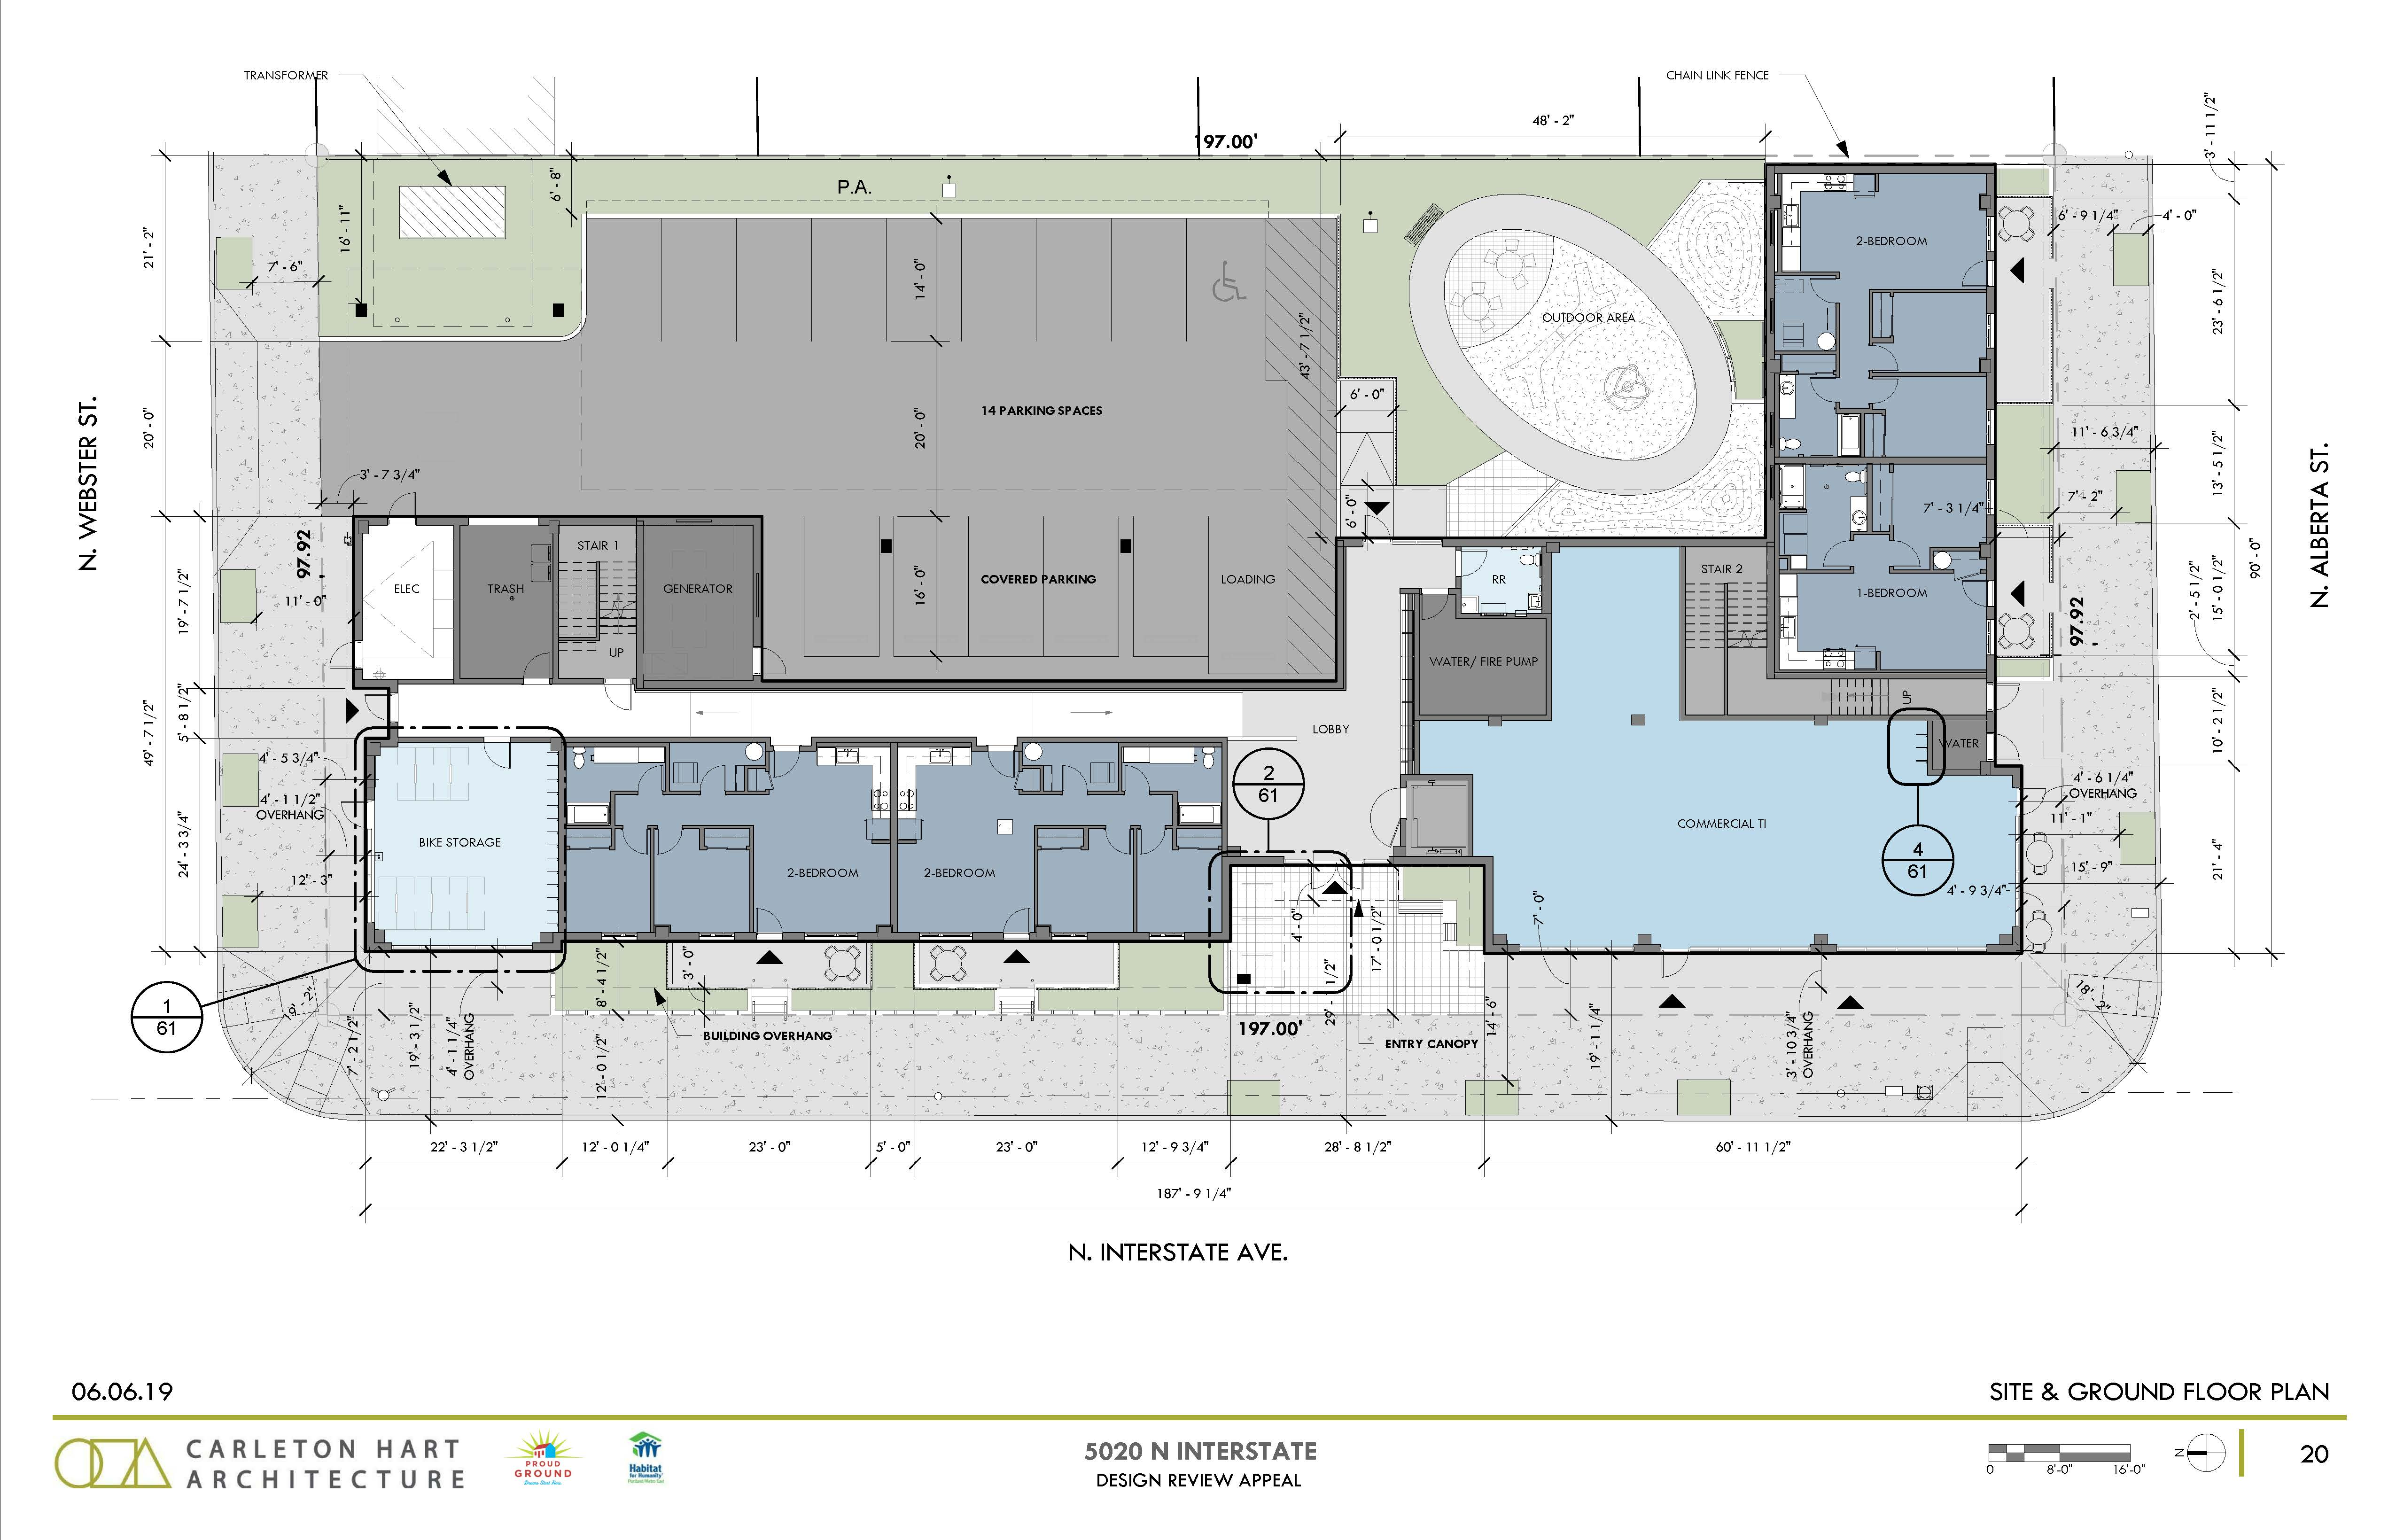 TRANSFORMER
CHAIN LINK FENCE
3' - 11 1/2"
48' - 2"
197.00'
P.A.
6' - 8"
16' - 11"
21' - 2"
7' - 6"
14' - 0"
43' - 7 1/2"
OUTDOOR AREA
2-BEDROOM
6' - 9 1/4"
4' - 0"
23' - 6 1/2"
N. WEBSTER ST.
20' - 0"
20' - 0"
14 PARKING SPACES
6' - 0"
11' - 6 3/4"
13' - 5 1/2"
N. ALBERTA ST.
3' - 7 3/4"
97.92'
6' - 0"
7' - 3 1/4"
7' - 2"
90' - 0"
STAIR 1
ELEC
TRASH
GENERATOR
UP
16' - 0"
COVERED PARKING
LOADING
RR
STAIR 2
1-BEDROOM
97.92'
2' - 5 1/2"
15' - 0 1/2"
19' - 7 1/2"
11' - 0"
WATER/ FIRE PUMP
UP
5' - 8 1/2"
49' - 7 1/2"
LOBBY
WATER
10' - 2 1/2"
4' - 5 3/4"
4' - 1 1/2"
OVERHANG
2
61
4' - 6 1/4"
OVERHANG
11' - 1"
24' - 3 3/4"
BIKE STORAGE
COMMERCIAL TI
4
61
12' - 3"
2-BEDROOM
2-BEDROOM
15' - 9"
21' - 4"
4' - 9 3/4"
7' - 0"
4' - 0"
17' - 0 1/2"
3' - 0"
8' - 4 1/2"
1
61
19' - 2"
18' - 2"
14' - 6"
197.00'
BUILDING OVERHANG
ENTRY CANOPY
7' - 2 1/2"
19' - 3 1/2"
4' - 1 1/4"
OVERHANG
12' - 0 1/2"
19' - 1 1/4"
3' - 10 3/4"
OVERHANG
22' - 3 1/2"
12' - 0 1/4"
23' - 0"
5' - 0"
23' - 0"
12' - 9 3/4"
28' - 8 1/2"
60' - 11 1/2"
187' - 9 1/4"
N. INTERSTATE AVE.
06.06.19
SITE & GROUND FLOOR PLAN
CARLETON HART
ARCHITECTURE
PROUD
GROUND
Habitat
for Humanity
5020 N INTERSTATE
DESIGN REVIEW APPEAL
0
8'-0"
16'-0"
N
20